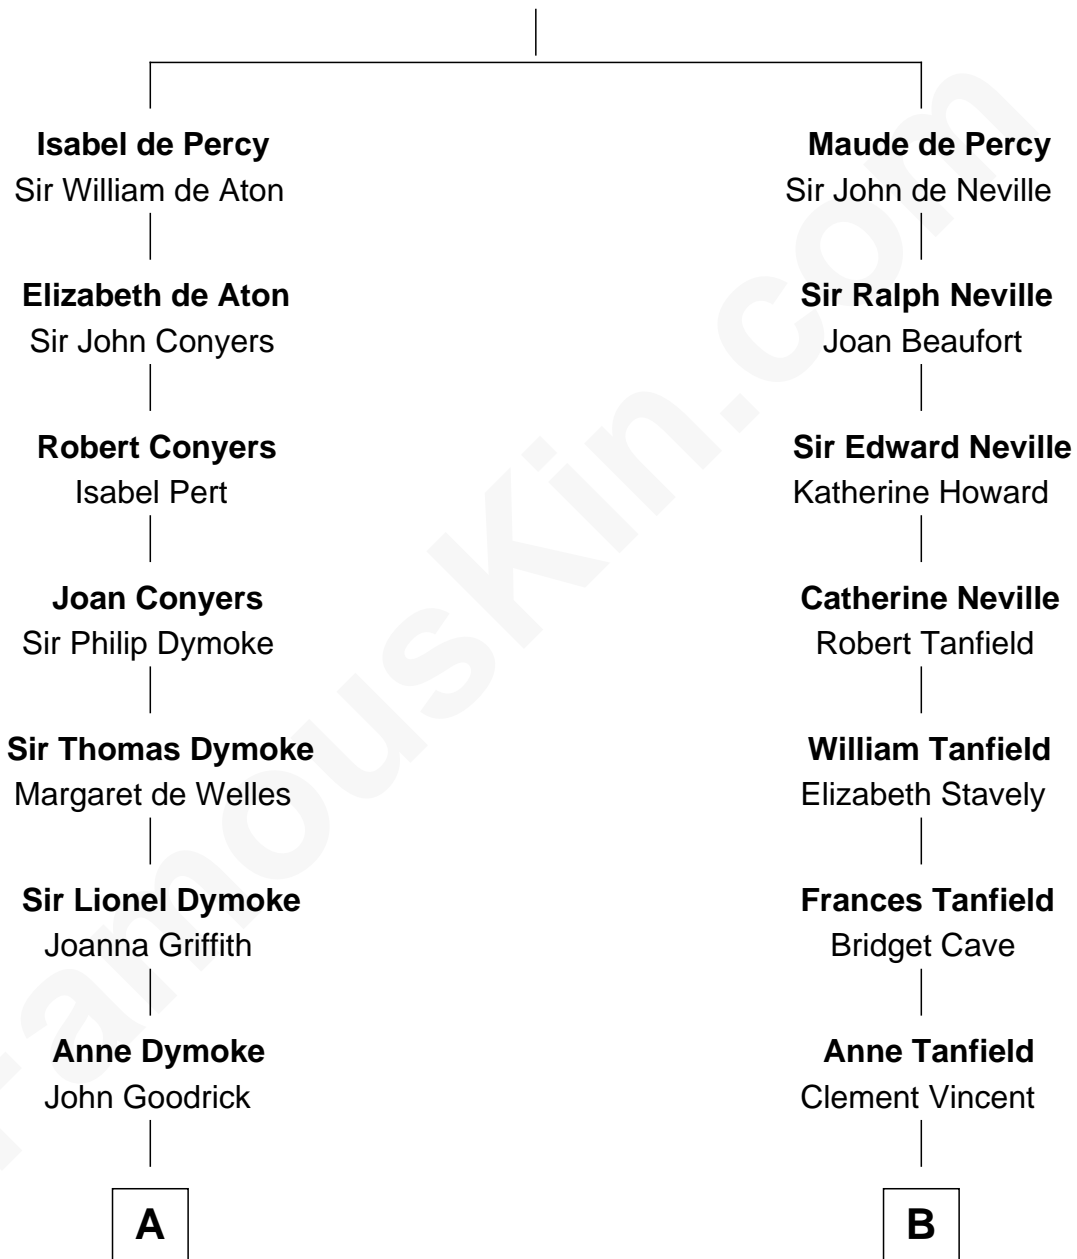 Isabel de Percy
Sir William de Aton
Maude de Percy
Sir John de Neville
Elizabeth de Aton
Sir John Conyers
Sir Ralph Neville
Joan Beaufort
Robert Conyers
Isabel Pert
Sir Edward Neville
Katherine Howard
Joan Conyers
Sir Philip Dymoke
Catherine Neville
Robert Tanfield
Sir Thomas Dymoke
Margaret de Welles
William Tanfield
Elizabeth Stavely
Sir Lionel Dymoke
Joanna Griffith
Frances Tanfield
Bridget Cave
Anne Dymoke
John Goodrick
Anne Tanfield
Clement Vincent
A
B
FamousKin.com